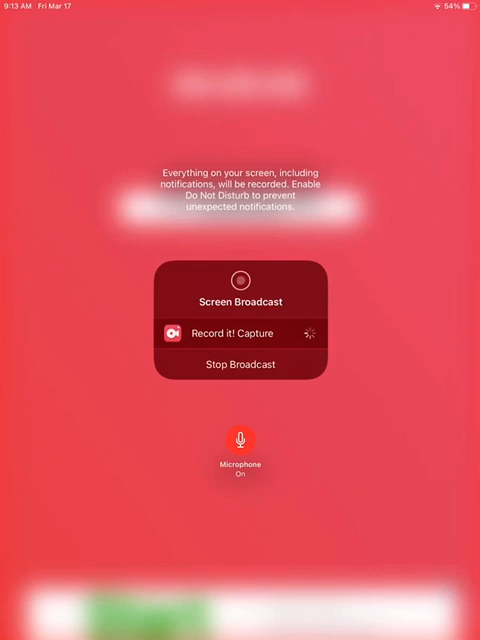 9:13 AM Fri Mar 17
54%
Everything on your screen, including
notifications, will be recorded. Enable
Do Not Disturb to prevent
unexpected notifications.
Screen Broadcast
Record it! Capture
Stop Broadcast
Microphone
On